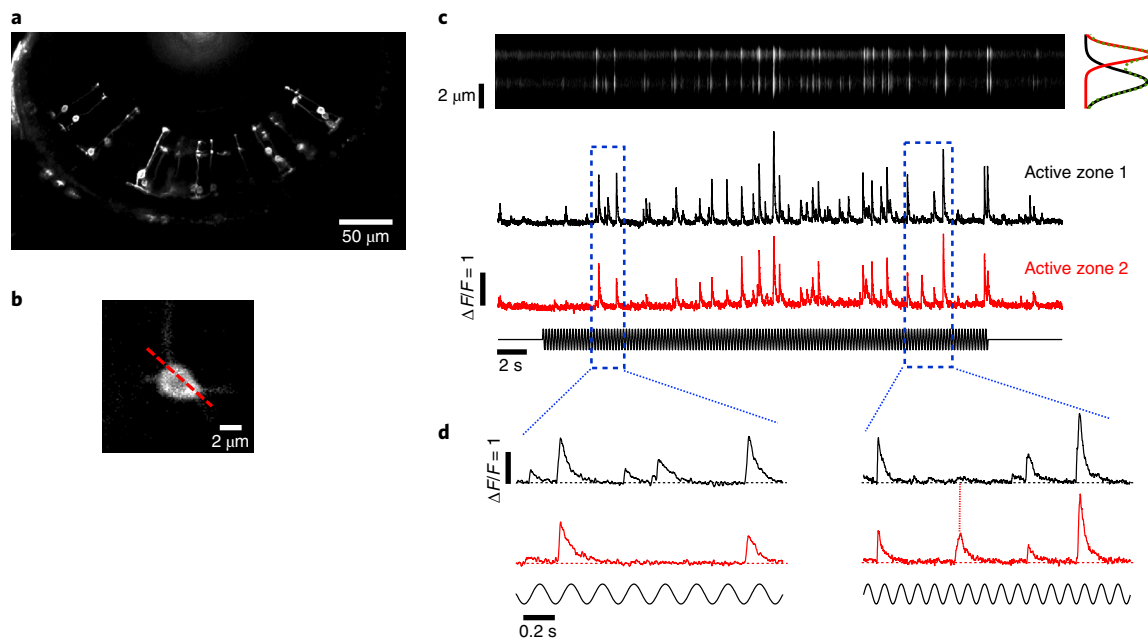 a
50 μm
b
2 μm
c
2 μm
Active zone 1
Active zone 2
ΔF/F = 1
2 s
d
ΔF/F = 1
0.2 s